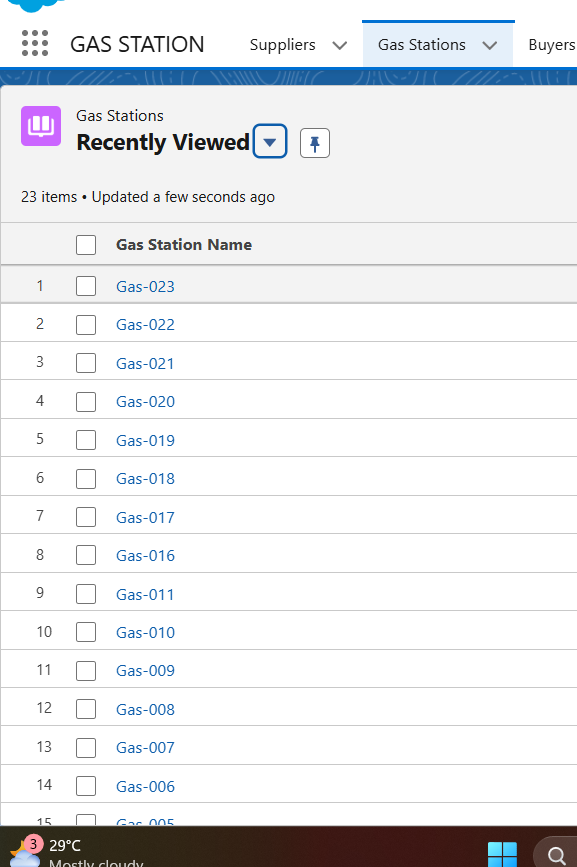 GAS STATION Suppliers Gas Stations Buyers
Gas Stations
Recently Viewed
23 items • Updated a few seconds ago
Gas Station Name
1 Gas-023
2 Gas-022
3 Gas-021
4 Gas-020
5 Gas-019
6 Gas-018
7 Gas-017
8 Gas-016
9 Gas-011
10 Gas-010
11 Gas-009
12 Gas-008
13 Gas-007
14 Gas-006
15 Gas-005
3 29°C
Mostly cloudy